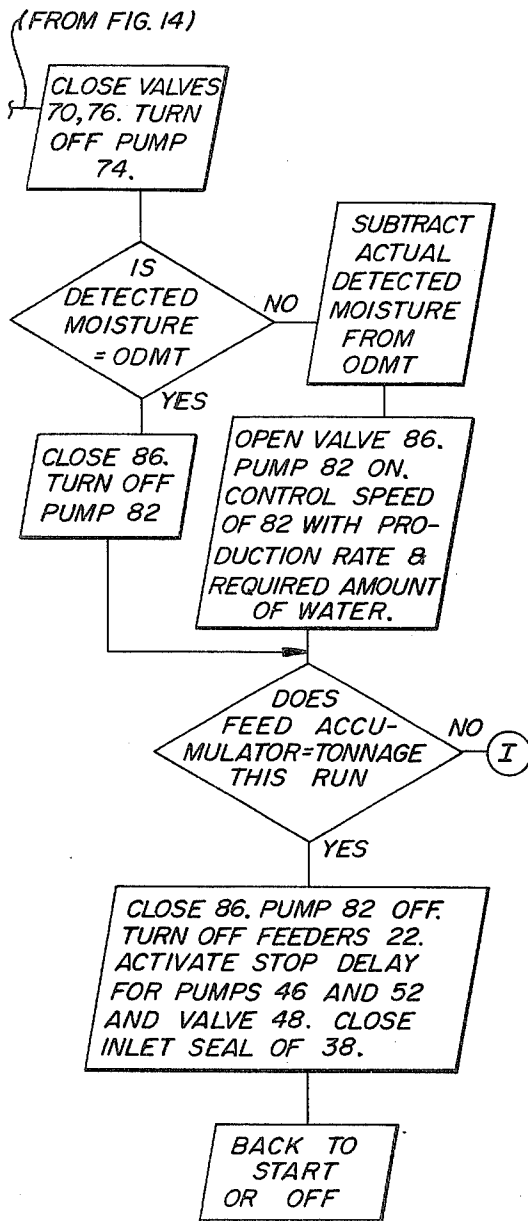 (FROM FIG. 14)
CLOSE VALVES
70,76. TURN
OFF PUMP
74.
IS
DETECTED
MOISTURE
= ODMT
NO
YES
SUBTRACT
ACTUAL
DETECTED
MOISTURE
FROM
ODMT
CLOSE 86.
TURN OFF
PUMP 82
OPEN VALVE 86.
PUMP 82 ON.
CONTROL SPEED
OF 82 WITH PRO-
DUCTION RATE &
REQUIRED AMOUNT
OF WATER.
DOES
FEED ACCU-
MULATOR=TONNAGE
THIS RUN
NO
I
YES
CLOSE 86. PUMP 82 OFF.
TURN OFF FEEDERS 22.
ACTIVATE STOP DELAY
FOR PUMPS 46 AND 52
AND VALVE 48. CLOSE
INLET SEAL OF 38.
BACK TO
START
OR OFF